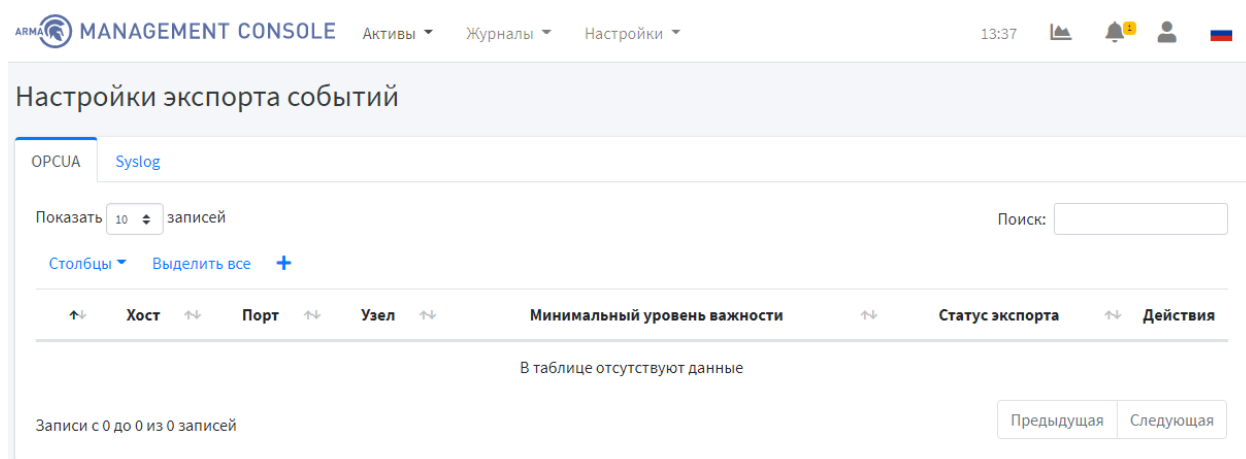 ARMA MANAGEMENT CONSOLE Активы Журналы Настройки 13:37 1
Настройки экспорта событий
OPCUA Syslog
Показать 10 записей Поиск:
Столбцы Выделить все +
Хост Порт Узел Минимальный уровень важности Статус экспорта Действия
В таблице отсутствуют данные
Записи с 0 до 0 из 0 записей Предыдущая Следующая